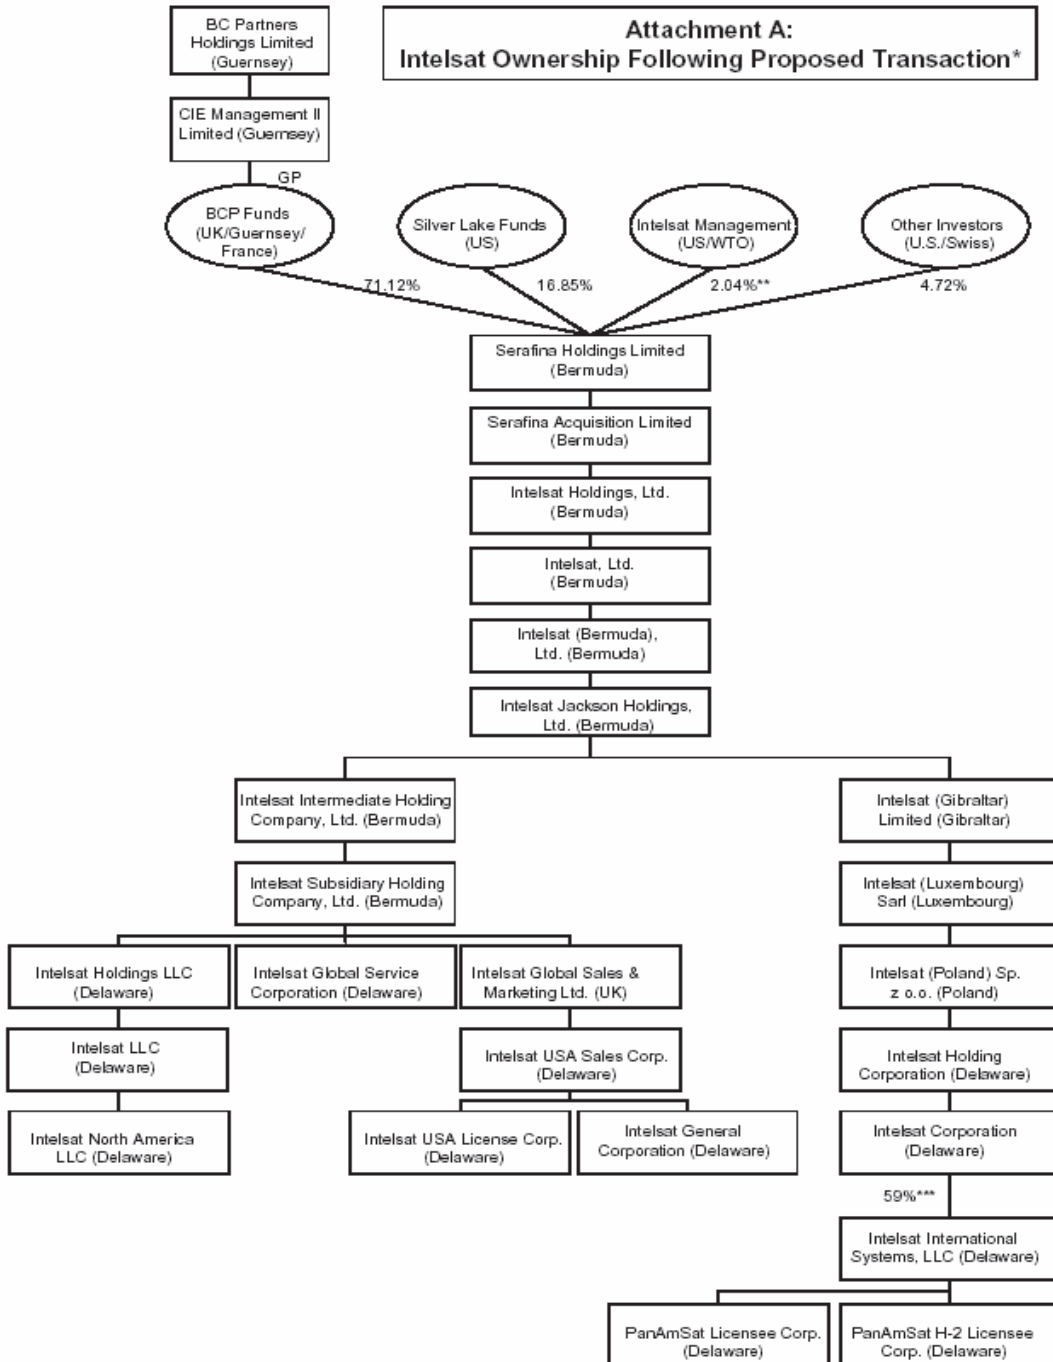 BC Partners
Holdings Limited
(Guernsey)
Attachment A:
Intelsat Ownership Following Proposed Transaction*
CIE Management II
Limited (Guernsey)
GP
BCP Funds
(UK/Guernsey/
France)
Silver Lake Funds
(US)
Intelsat Management
(US/WTO)
Other Investors
(U.S./Swiss)
71.12%
16.85%
2.04%**
4.72%
Serafina Holdings Limited
(Bermuda)
Serafina Acquisition Limited
(Bermuda)
Intelsat Holdings, Ltd.
(Bermuda)
Intelsat, Ltd.
(Bermuda)
Intelsat (Bermuda),
Ltd. (Bermuda)
Intelsat Jackson Holdings,
Ltd. (Bermuda)
Intelsat Intermediate Holding
Company, Ltd. (Bermuda)
Intelsat (Gibraltar)
Limited (Gibraltar)
Intelsat Subsidiary Holding
Company, Ltd. (Bermuda)
Intelsat (Luxembourg)
Sarl (Luxembourg)
Intelsat Holdings LLC
(Delaware)
Intelsat Global Service
Corporation (Delaware)
Intelsat Global Sales &
Marketing Ltd. (UK)
Intelsat (Poland) Sp.
z o.o. (Poland)
Intelsat LLC
(Delaware)
Intelsat USA Sales Corp.
(Delaware)
Intelsat Holding
Corporation (Delaware)
Intelsat North America
LLC (Delaware)
Intelsat USA License Corp.
(Delaware)
Intelsat General
Corporation (Delaware)
Intelsat Corporation
(Delaware)
59%***
Intelsat International
Systems, LLC (Delaware)
PanAmSat Licensee Corp.
(Delaware)
PanAmSat H-2 Licensee
Corp. (Delaware)